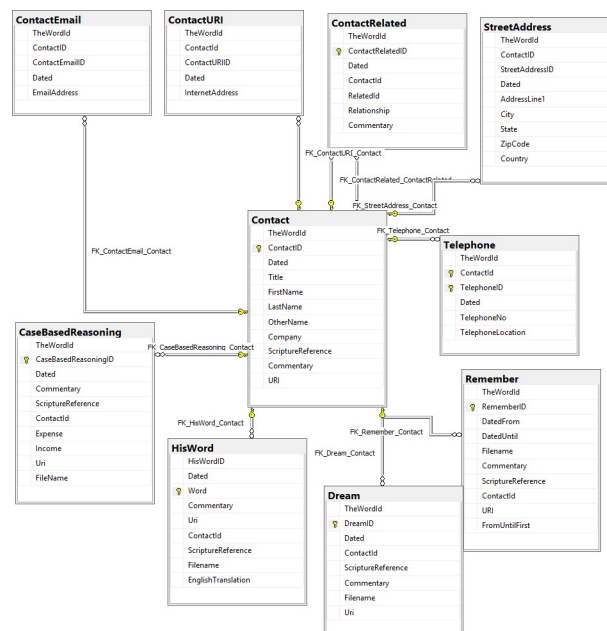 ContactEmail
TheWordId
ContactID
ContactEmailID
Dated
EmailAddress
ContactURI
TheWordId
ContactId
ContactURIID
Dated
InternetAddress
ContactRelated
TheWordId
ContactRelatedID
Dated
ContactId
RelatedId
Relationship
Commentary
StreetAddress
TheWordId
ContactID
StreetAddressID
Dated
AddressLine1
City
State
ZipCode
Country
FK_ContactURI_Contact
FK_ContactRelated_ContactRelated
FK_StreetAddress_Contact
FK_Telephone_Contact
FK_ContactEmail_Contact
Contact
TheWordId
ContactID
Dated
Title
FirstName
LastName
OtherName
Company
ScriptureReference
Commentary
URI
Telephone
TheWordId
ContactId
TelephoneID
Dated
TelephoneNo
TelephoneLocation
CaseBasedReasoning
TheWordId
CaseBasedReasoningID
Dated
Commentary
ScriptureReference
ContactId
Expense
Income
Uri
FileName
FK_CaseBasedReasoning_Contact
FK_HisWord_Contact
FK_Remember_Contact
FK_Dream_Contact
Remember
TheWordId
RememberID
DatedFrom
DatedUntil
Filename
Commentary
ScriptureReference
ContactId
URI
FromUntilFirst
HisWord
HisWordID
Dated
Word
Commentary
Uri
ContactId
ScriptureReference
Filename
EnglishTranslation
Dream
TheWordId
DreamID
Dated
ContactId
ScriptureReference
Commentary
Filename
Uri